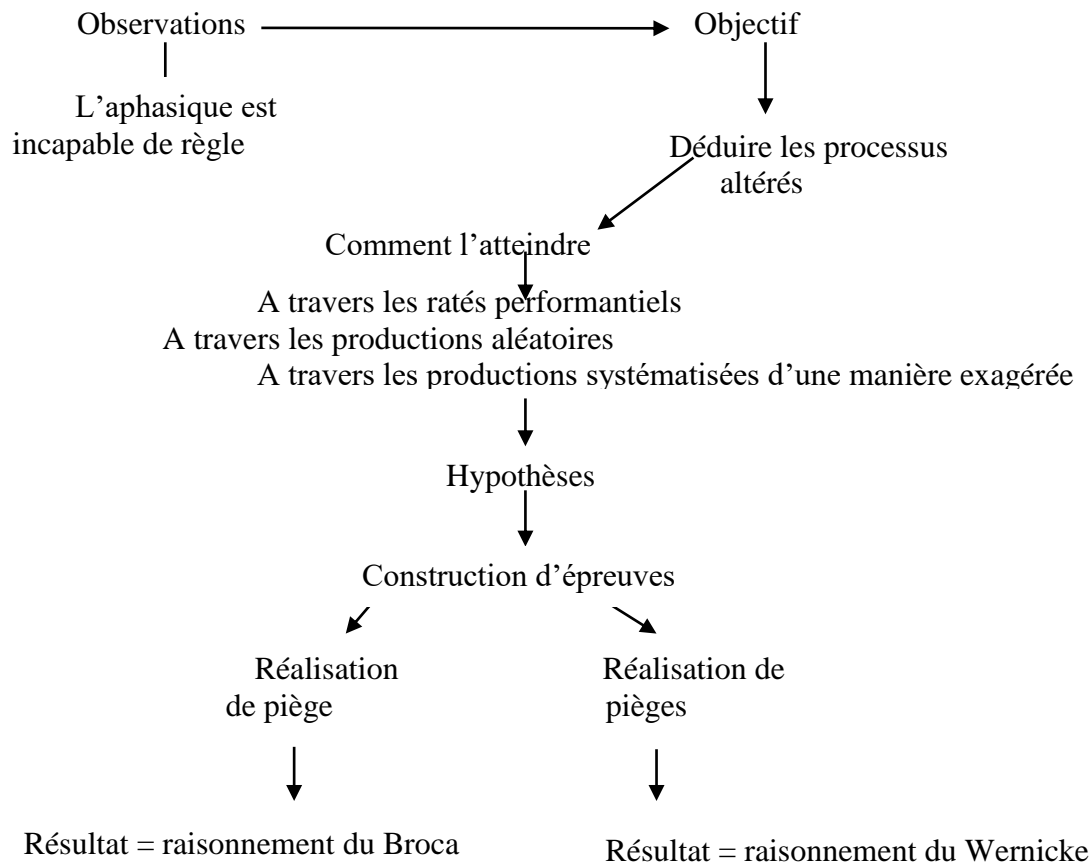 Observations
Objectif
L’aphasique est
incapable de règle
Déduire les processus
altérés
Comment l’atteindre
A travers les ratés performantiels
A travers les productions aléatoires
A travers les productions systématisées d’une manière exagérée
Hypothèses
Construction d’épreuves
Réalisation
de piège
Réalisation de
pièges
Résultat = raisonnement du Broca
Résultat = raisonnement du Wernicke